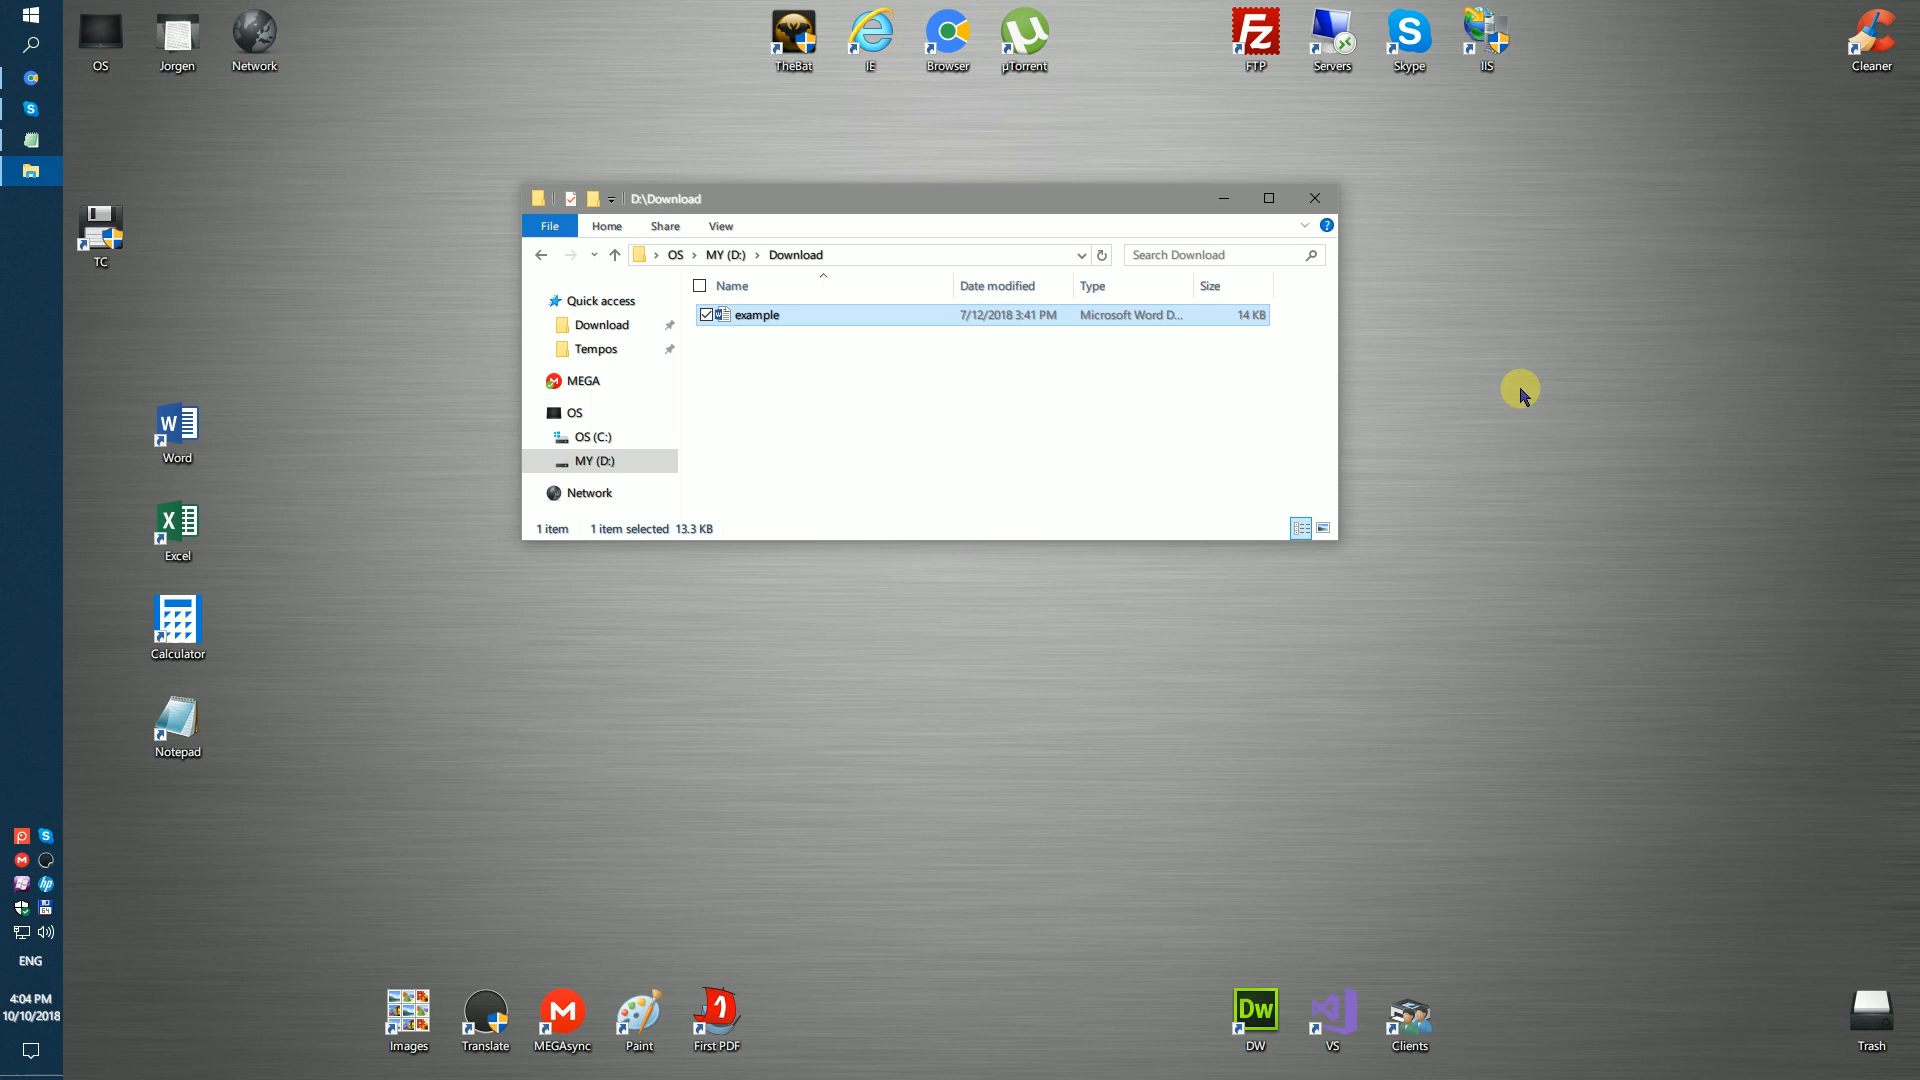 OS
Jorgen
Network
TheBat
IE
Browser
µTorrent
FTP
Servers
Skype
IIS
Cleaner
TC
Word
Excel
Calculator
Notepad
D:\Download
File Home Share View
OS > MY (D:) > Download
Search Download
Name Date modified Type Size
example 7/12/2018 3:41 PM Microsoft Word D... 14 KB
Quick access
Download
Tempos
MEGA
OS
OS (C:)
MY (D:)
Network
1 item 1 item selected 13.3 KB
ENG
4:04 PM
10/10/2018
Images
Translate
MEGAsync
Paint
First PDF
Dw
DW
VS
Clients
Trash